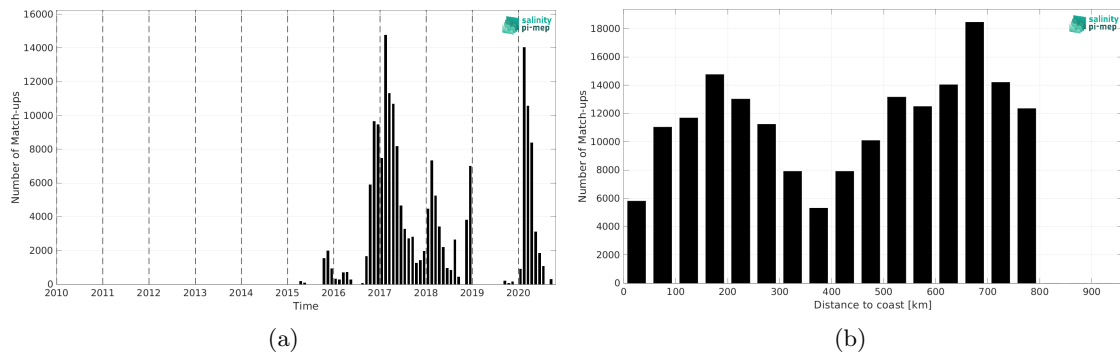 16000
14000
12000
10000
8000
6000
4000
2000
0
Number of Match-ups
2010 2011 2012 2013 2014 2015 2016 2017 2018 2019 2020
Time
salinity
pi-mep
(a)
18000
16000
14000
12000
10000
8000
6000
4000
2000
0
Number of Match-ups
0 100 200 300 400 500 600 700 800 900
Distance to coast [km]
salinity
pi-mep
(b)